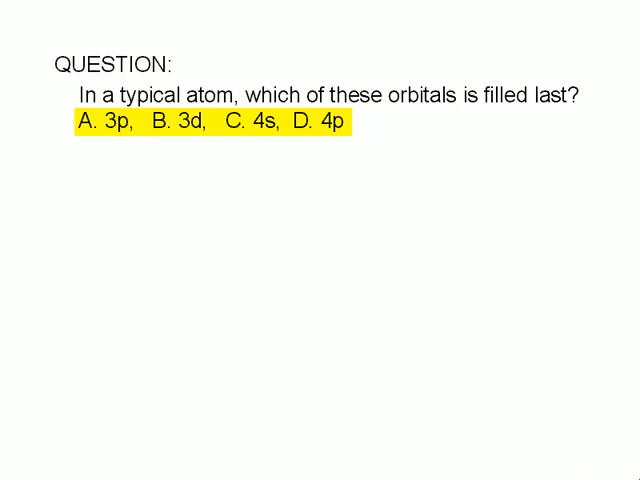 QUESTION:
In a typical atom, which of these orbitals is filled last?
A. 3p, B. 3d, C. 4s, D. 4p